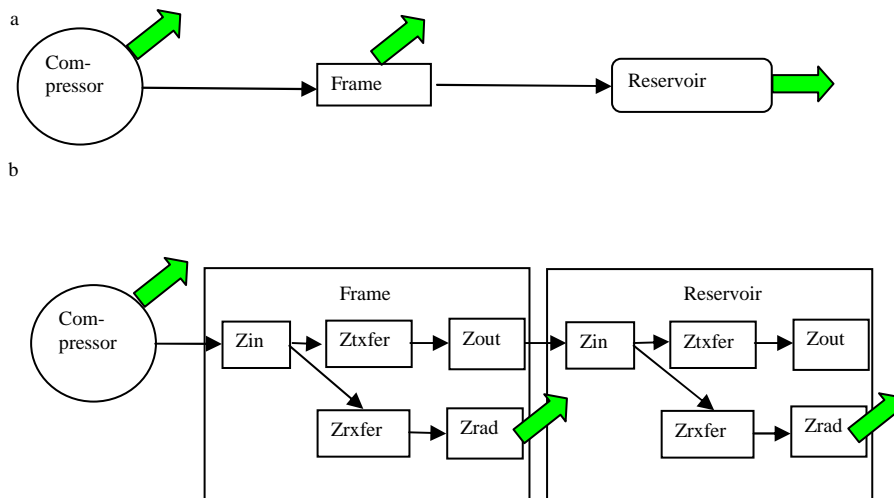 a
Com-
pressor
Frame
Reservoir
b
Com-
pressor
Frame
Reservoir
Zin
Ztxfer
Zout
Zin
Ztxfer
Zout
Zrxfer
Zrad
Zrxfer
Zrad